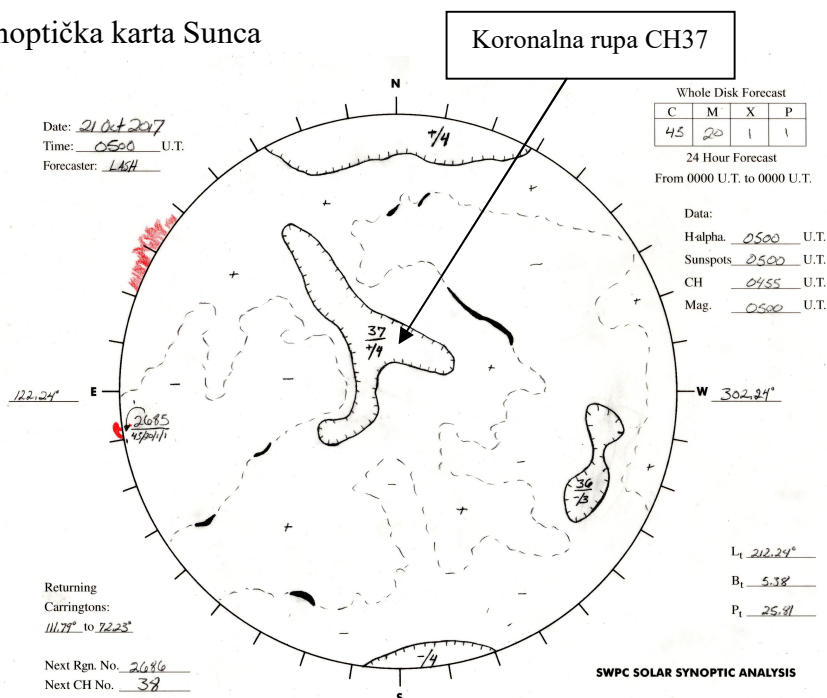 noptička karta Sunca
Koronalna rupa CH37
N
Date: 21 Oct 2017
Time: 0500 U.T.
Forecaster: LASH
Whole Disk Forecast
C M X P
45 20 1 1
24 Hour Forecast
From 0000 U.T. to 0000 U.T.
Data:
H-alpha. 0500 U.T.
Sunspots 0500 U.T.
CH 0455 U.T.
Mag. 0500 U.T.
+/4
+
+
+
-
37
+/4
-
-
+
122.24° E
W 302.24°
2685
45/20/1/1
36
-/3
+
-
+
+
-
-
-/4
S
Returning
Carringtons:
111.79° to 72.23°
Next Rgn. No. 2686
Next CH No. 38
Lt 212.24°
Bt 5.38
Pt 25.81
SWPC SOLAR SYNOPTIC ANALYSIS